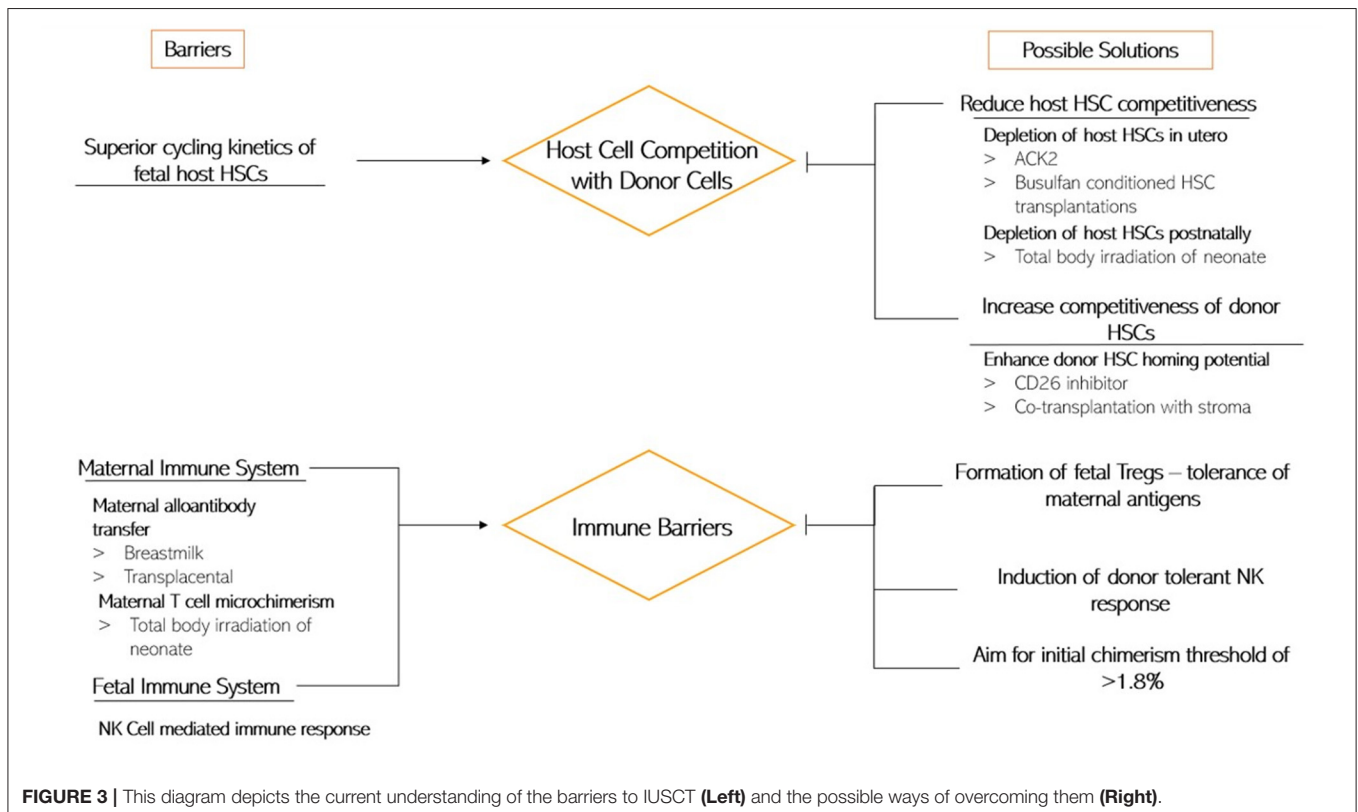 Barriers
Possible Solutions
Superior cycling kinetics of
fetal host HSCs
Host Cell Competition
with Donor Cells
Reduce host HSC competitiveness
Depletion of host HSCs in utero
> ACK2
> Busulfan conditioned HSC
transplantations
Depletion of host HSCs postnatally
> Total body irradiation of neonate
Increase competitiveness of donor
HSCs
Enhance donor HSC homing potential
> CD26 inhibitor
> Co-transplantation with stroma
Maternal Immune System
Maternal alloantibody
transfer
> Breastmilk
> Transplacental
Maternal T cell microchimerism
> Total body irradiation of
neonate
Fetal Immune System
NK Cell mediated immune response
Immune Barriers
Formation of fetal Tregs – tolerance of
maternal antigens
Induction of donor tolerant NK
response
Aim for initial chimerism threshold of
>1.8%
FIGURE 3 | This diagram depicts the current understanding of the barriers to IUSCT (Left) and the possible ways of overcoming them (Right).